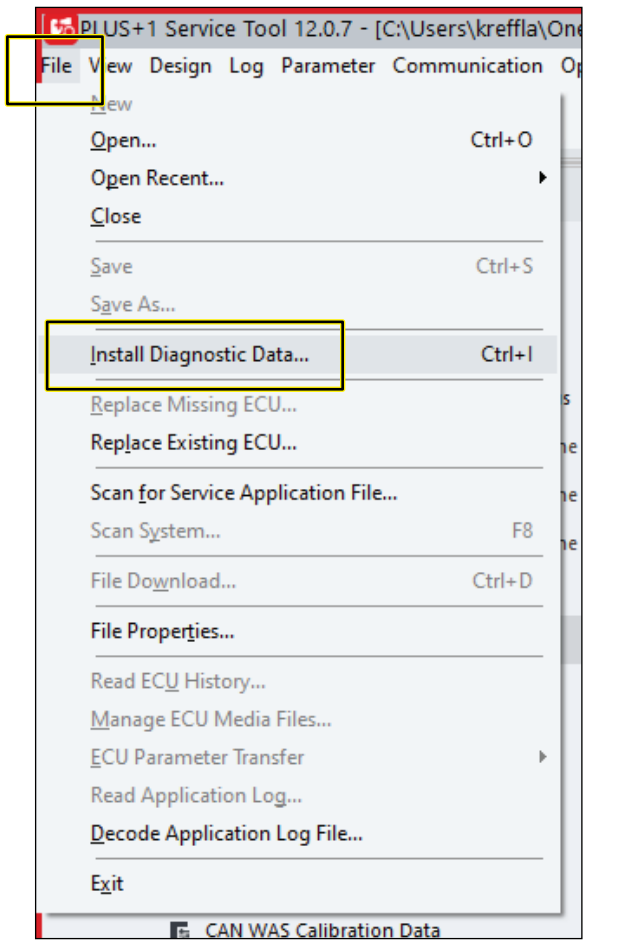 PLUS+1 Service Tool 12.0.7 - [C:\Users\kreffla\One
File View Design Log Parameter Communication Op
New
Open... Ctrl+O
Open Recent...
Close
Save Ctrl+S
Save As...
Install Diagnostic Data... Ctrl+I
Replace Missing ECU...
s
Replace Existing ECU...
ne
Scan for Service Application File...
ne
Scan System... F8
ne
File Download... Ctrl+D
File Properties...
Read ECU History...
Manage ECU Media Files...
ECU Parameter Transfer
Read Application Log...
Decode Application Log File...
Exit
CAN WAS Calibration Data